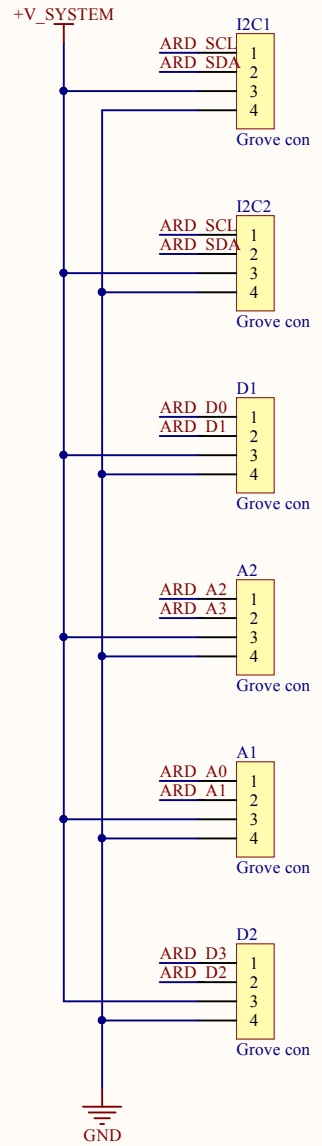 +V_SYSTEM
I2C1
ARD_SCL 1
ARD_SDA 2
3
4
Grove con
I2C2
ARD_SCL 1
ARD_SDA 2
3
4
Grove con
D1
ARD_D0 1
ARD_D1 2
3
4
Grove con
A2
ARD_A2 1
ARD_A3 2
3
4
Grove con
A1
ARD_A0 1
ARD_A1 2
3
4
Grove con
D2
ARD_D3 1
ARD_D2 2
3
4
Grove con
GND